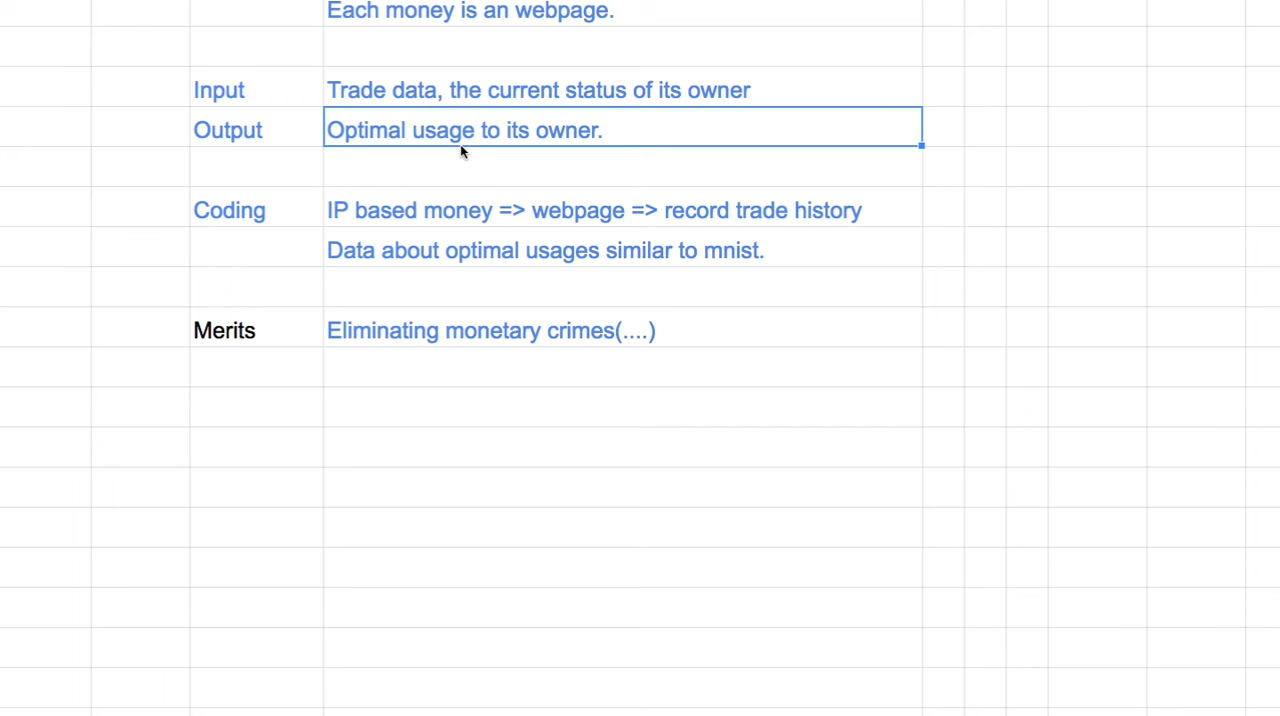 Each money is an webpage.
Input Trade data, the current status of its owner
Output Optimal usage to its owner.
Coding IP based money => webpage => record trade history
Data about optimal usages similar to mnist.
Merits Eliminating monetary crimes(....)